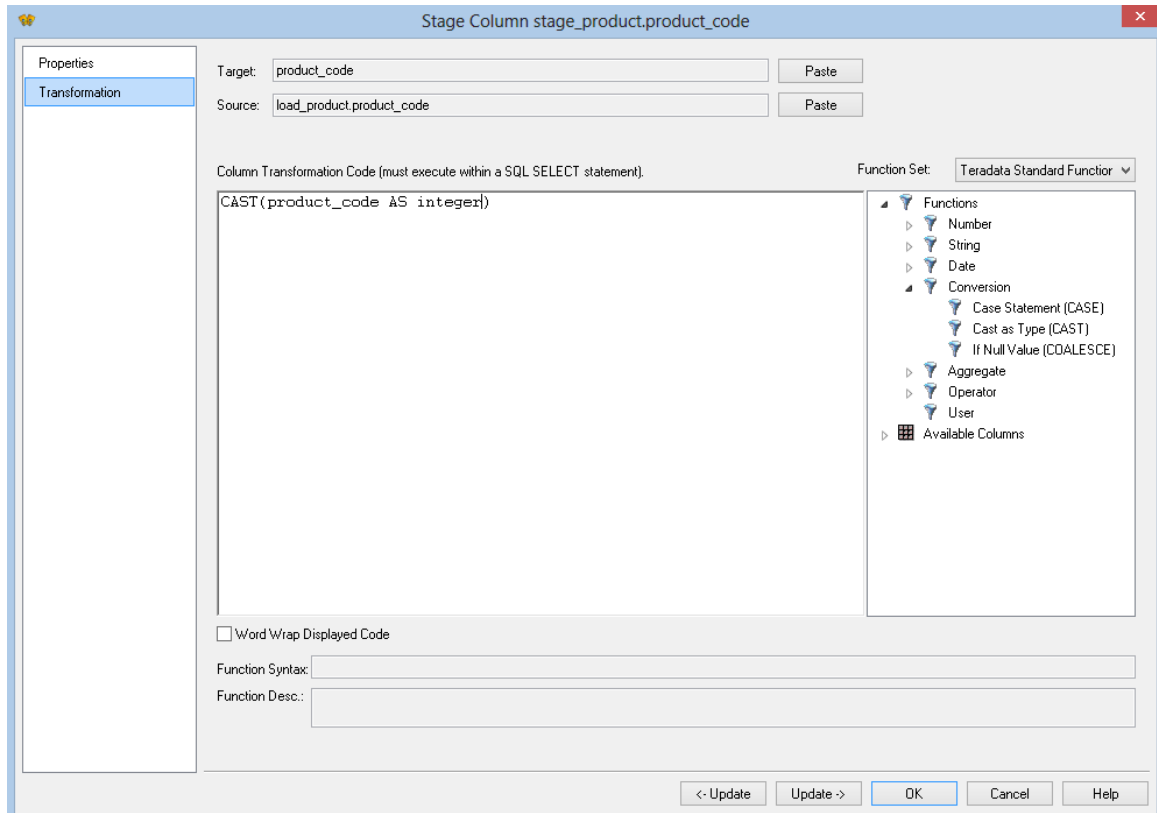 Stage Column stage_product.product_code
Properties
Transformation
Target: product_code Paste
Source: load_product.product_code Paste
Column Transformation Code (must execute within a SQL SELECT statement). Function Set: Teradata Standard Functior
CAST(product_code AS integer)
Functions
Number
String
Date
Conversion
Case Statement (CASE)
Cast as Type (CAST)
If Null Value (COALESCE)
Aggregate
Operator
User
Available Columns
Word Wrap Displayed Code
Function Syntax:
Function Desc.:
<- Update Update -> OK Cancel Help